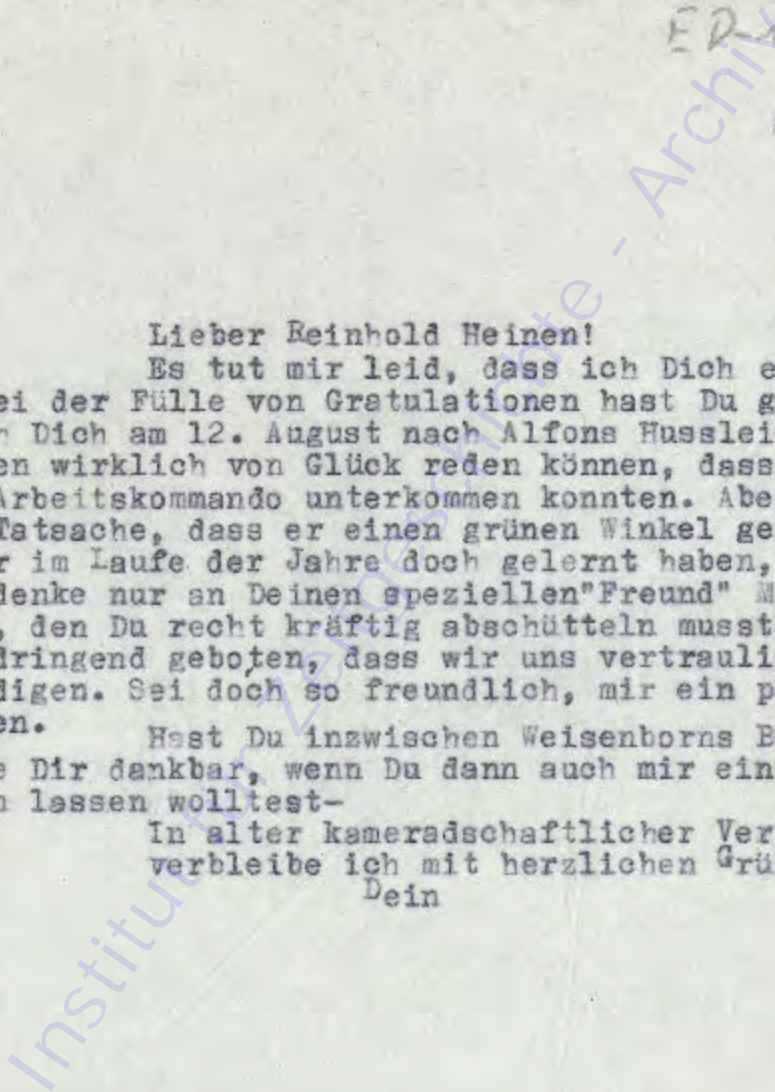 ED-
Lieber Reinhold Heinen!
Es tut mir leid, dass ich Dich e
ei der Fülle von Gratulationen hast Du g
Dich am 12. August nach Alfons Husslei
en wirklich von Glück reden können, dass
Arbeitskommando unterkommen konnten. Abe
Tatsache, dass er einen grünen Winkel ge
r im Laufe der Jahre doch gelernt haben,
denke nur an Deinen speziellen"Freund" M
, den Du recht kräftig abschütteln musst
dringend geboten, dass wir uns vertrauli
digen. Sei doch so freundlich, mir ein p
en.
Hast Du inzwischen Weisenborns B
e Dir dankbar, wenn Du dann auch mir ein
n lassen wolltest-
In alter kameradschaftlicher Ver
verbleibe ich mit herzlichen Grü
Dein
Institut für Zeitgeschichte - Archiv